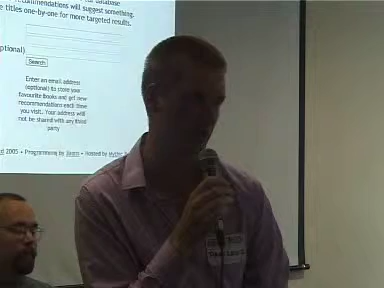 ecommendations will suggest something.
e titles one-by-one for more targeted results.
optional)
Search
Enter an email address
(optional) to store your
favourite books and get new
recommendations each time
you visit. Your address will
not be shared with any third
party
2005 • Programming by • Hosted by